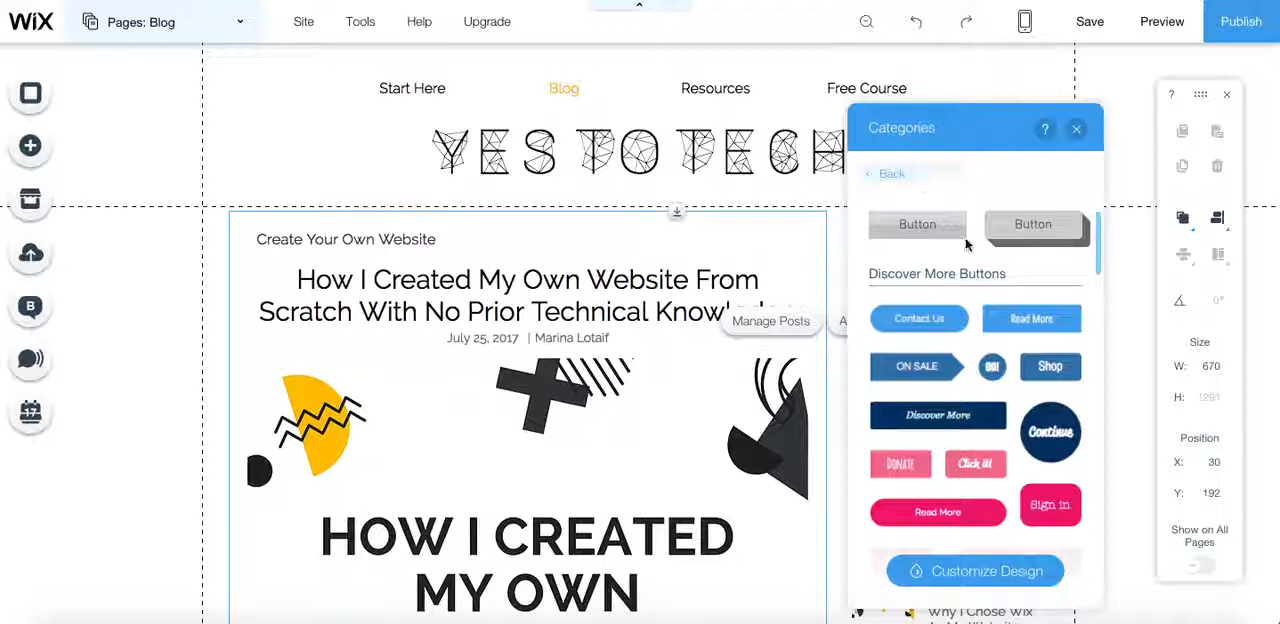 WiX
Pages: Blog
Site
Tools
Help
Upgrade
Save
Preview
Publish
Start Here
Blog
Resources
Free Course
YES TO TECH
Categories
?
Back
Button
Button
Discover More Buttons
Contact Us
Read More
ON SALE
GO!
Shop
Discover More
Continue
DONATE
Click it!
Read More
Sign in
Customize Design
Create Your Own Website
How I Created My Own Website From
Scratch With No Prior Technical
Manage Posts
July 25, 2017 | Marina Lotaif
HOW I CREATED
MY OWN
B
17
?
0°
Size
W: 670
H: 1291
Position
X: 30
Y: 192
Show on All
Pages
Why I Chose Wix